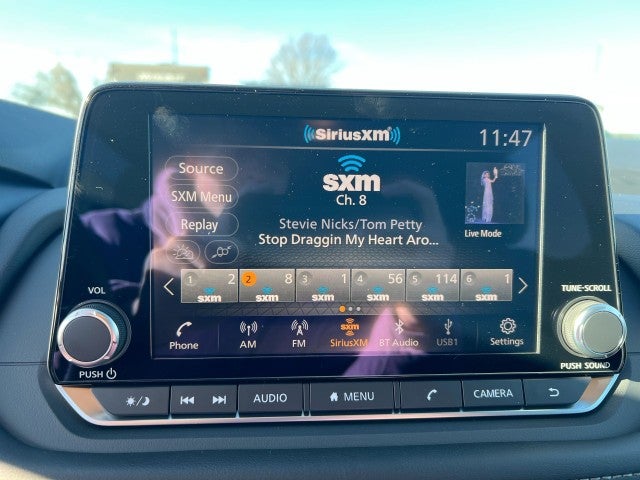 SiriusXM
11:47
Source
SXM Menu
Replay
sxm
Ch. 8
Stevie Nicks/Tom Petty
Stop Draggin My Heart Aro...
Live Mode
1 2 sxm
2 8 sxm
3 1 sxm
4 56 sxm
5 114 sxm
6 1 sxm
Phone
AM
FM
sxm
SiriusXM
BT Audio
USB1
Settings
VOL
PUSH
TUNE-SCROLL
PUSH SOUND
AUDIO
MENU
CAMERA